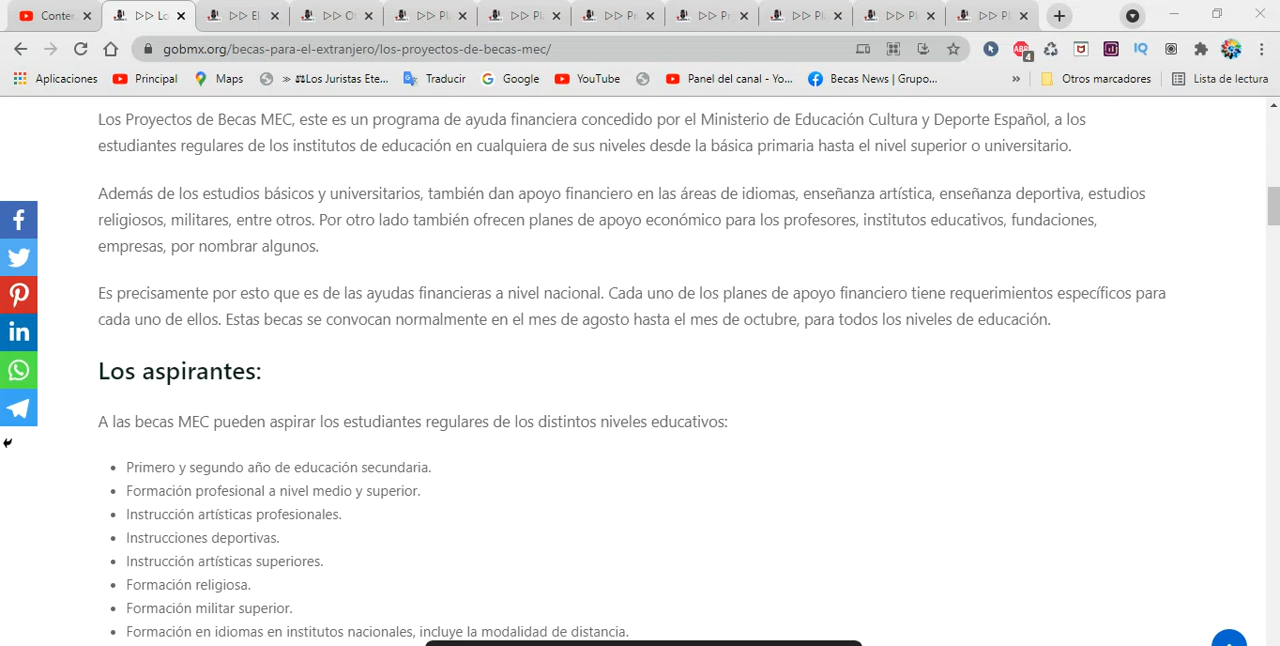 Conten
▷▷ Lo
▷▷ El
▷▷ O
▷▷ Pl
▷▷ Pl
▷▷ Pr
▷▷ Pr
▷▷ Pl
▷▷ Pl
▷▷ Pl
gobmx.org/becas-para-el-extranjero/los-proyectos-de-becas-mec/
ABP 4 IQ
Aplicaciones Principal Maps » ⚖Los Juristas Ete... Traducir Google YouTube Panel del canal - Yo... Becas News | Grupo... » Otros marcadores Lista de lectura
Los Proyectos de Becas MEC, este es un programa de ayuda financiera concedido por el Ministerio de Educación Cultura y Deporte Español, a los
estudiantes regulares de los institutos de educación en cualquiera de sus niveles desde la básica primaria hasta el nivel superior o universitario.
Además de los estudios básicos y universitarios, también dan apoyo financiero en las áreas de idiomas, enseñanza artística, enseñanza deportiva, estudios
religiosos, militares, entre otros. Por otro lado también ofrecen planes de apoyo económico para los profesores, institutos educativos, fundaciones,
empresas, por nombrar algunos.
Es precisamente por esto que es de las ayudas financieras a nivel nacional. Cada uno de los planes de apoyo financiero tiene requerimientos específicos para
cada uno de ellos. Estas becas se convocan normalmente en el mes de agosto hasta el mes de octubre, para todos los niveles de educación.
Los aspirantes:
A las becas MEC pueden aspirar los estudiantes regulares de los distintos niveles educativos:
• Primero y segundo año de educación secundaria.
• Formación profesional a nivel medio y superior.
• Instrucción artísticas profesionales.
• Instrucciones deportivas.
• Instrucción artísticas superiores.
• Formación religiosa.
• Formación militar superior.
• Formación en idiomas en institutos nacionales, incluye la modalidad de distancia.